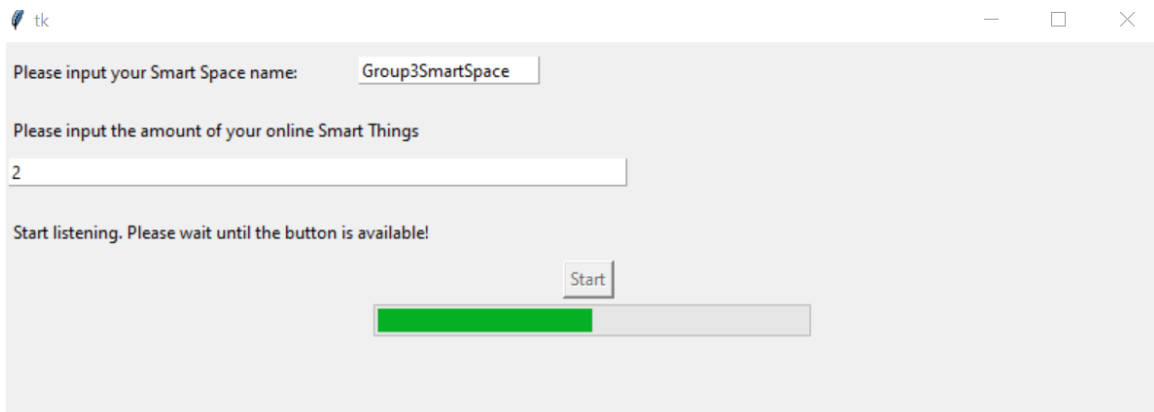 tk
Please input your Smart Space name: Group3SmartSpace
Please input the amount of your online Smart Things
2
Start listening. Please wait until the button is available!
Start